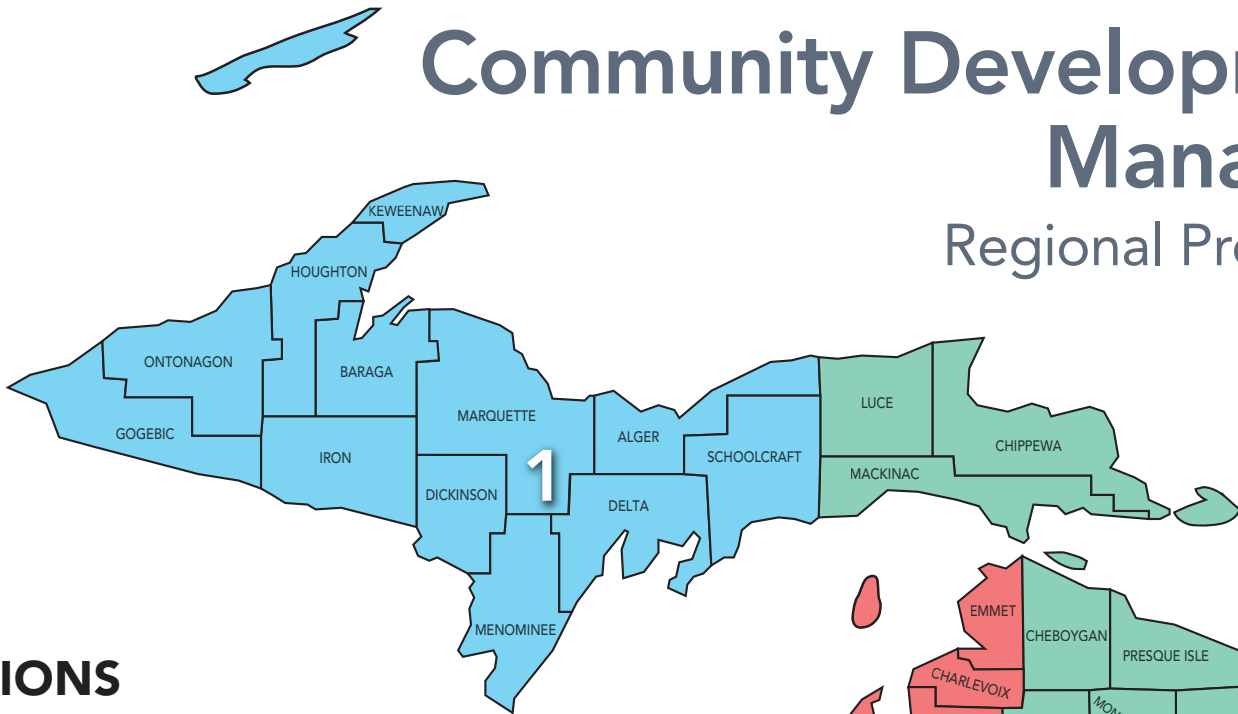 Community Develop
Mana
Regional Pr
KEWEENAW
HOUGHTON
ONTONAGON
BARAGA
LUCE
MARQUETTE
GOGEBIC
ALGER
CHIPPEWA
IRON
SCHOOLCRAFT
1
MACKINAC
DICKINSON
DELTA
EMMET
MENOMINEE
CHEBOYGAN
PRESQUE ISLE
IONS
CHARLEVOIX
MON